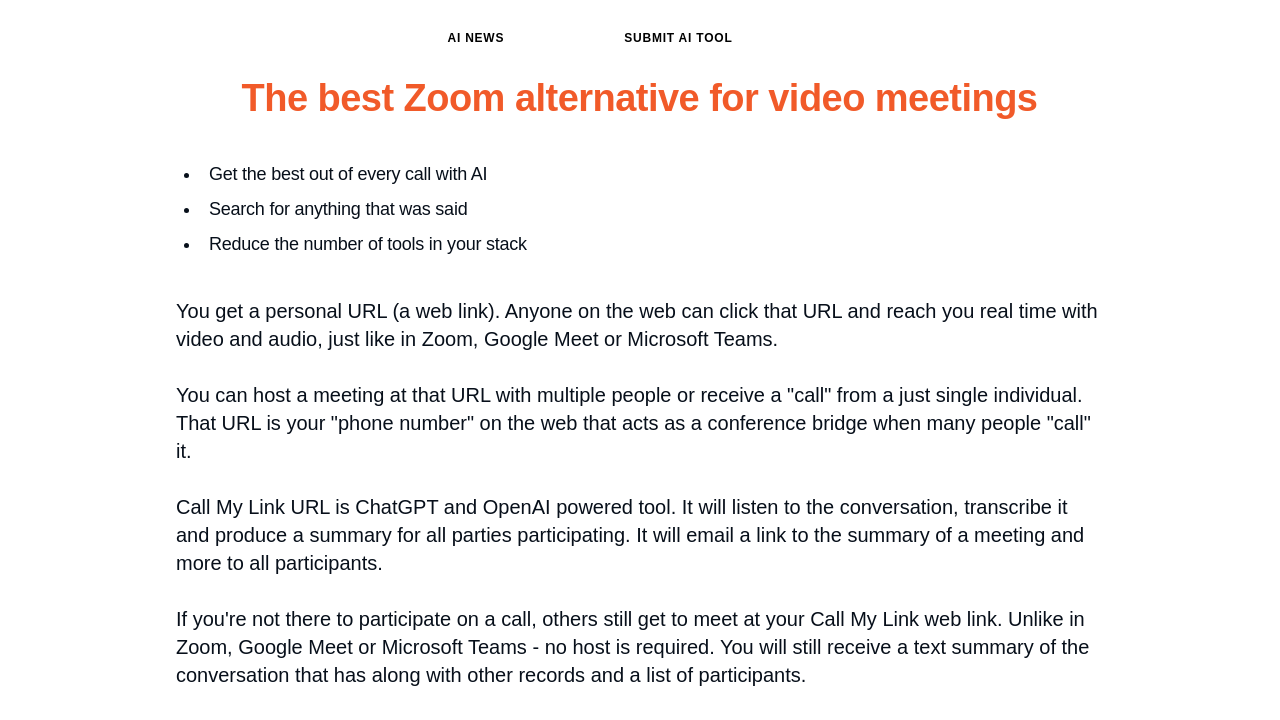 AI NEWS
SUBMIT AI TOOL
The best Zoom alternative for video meetings
Get the best out of every call with AI
Search for anything that was said
Reduce the number of tools in your stack
You get a personal URL (a web link). Anyone on the web can click that URL and reach you real time with
video and audio, just like in Zoom, Google Meet or Microsoft Teams.
You can host a meeting at that URL with multiple people or receive a "call" from a just single individual.
That URL is your "phone number" on the web that acts as a conference bridge when many people "call"
it.
Call My Link URL is ChatGPT and OpenAI powered tool. It will listen to the conversation, transcribe it
and produce a summary for all parties participating. It will email a link to the summary of a meeting and
more to all participants.
If you're not there to participate on a call, others still get to meet at your Call My Link web link. Unlike in
Zoom, Google Meet or Microsoft Teams - no host is required. You will still receive a text summary of the
conversation that has along with other records and a list of participants.